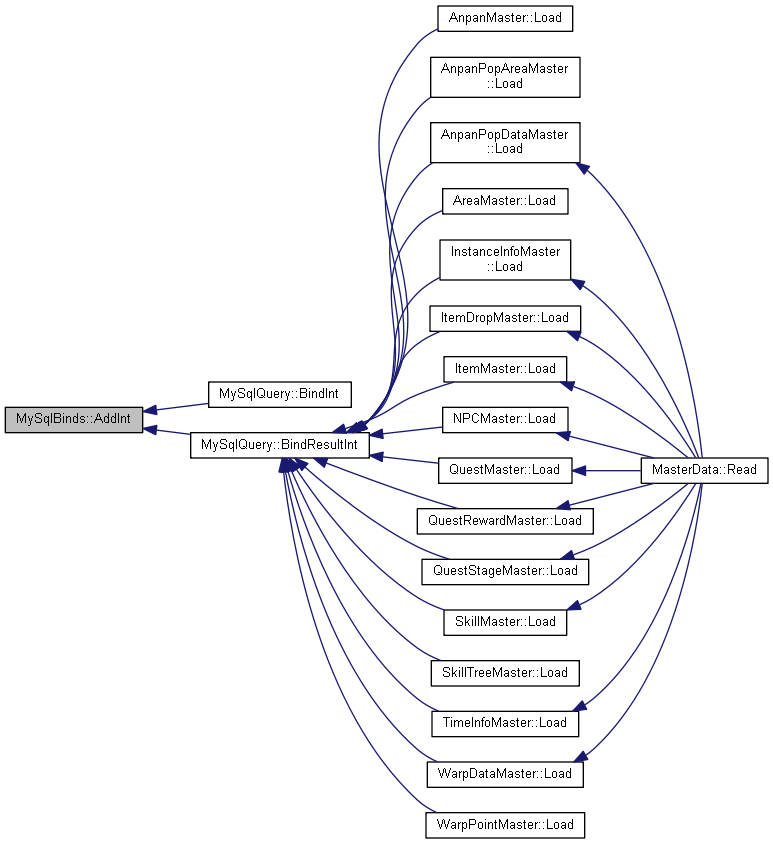 AnpanMaster::Load
AnpanPopAreaMaster
::Load
AnpanPopDataMaster
::Load
AreaMaster::Load
InstanceInfoMaster
::Load
ItemDropMaster::Load
ItemMaster::Load
MySqlQuery::BindInt
MySqlBinds::AddInt
NPCMaster::Load
MySqlQuery::BindResultInt
QuestMaster::Load
MasterData::Read
QuestRewardMaster::Load
QuestStageMaster::Load
SkillMaster::Load
SkillTreeMaster::Load
TimeInfoMaster::Load
WarpDataMaster::Load
WarpPointMaster::Load